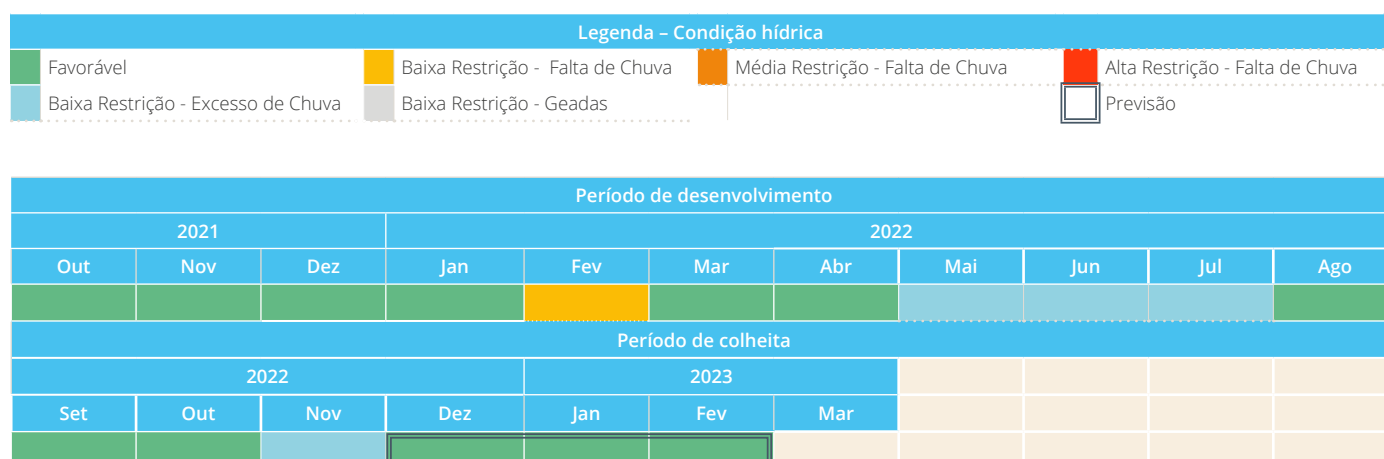 Legenda – Condição hídrica
Favorável Baixa Restrição - Falta de Chuva Média Restrição - Falta de Chuva Alta Restrição - Falta de Chuva
Baixa Restrição - Excesso de Chuva Baixa Restrição - Geadas Previsão
Período de desenvolvimento
2021 2022
Out Nov Dez Jan Fev Mar Abr Mai Jun Jul Ago
Período de colheita
2022 2023
Set Out Nov Dez Jan Fev Mar